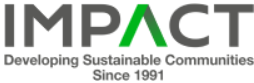 IMPACT
Developing Sustainable Communities
Since 1991